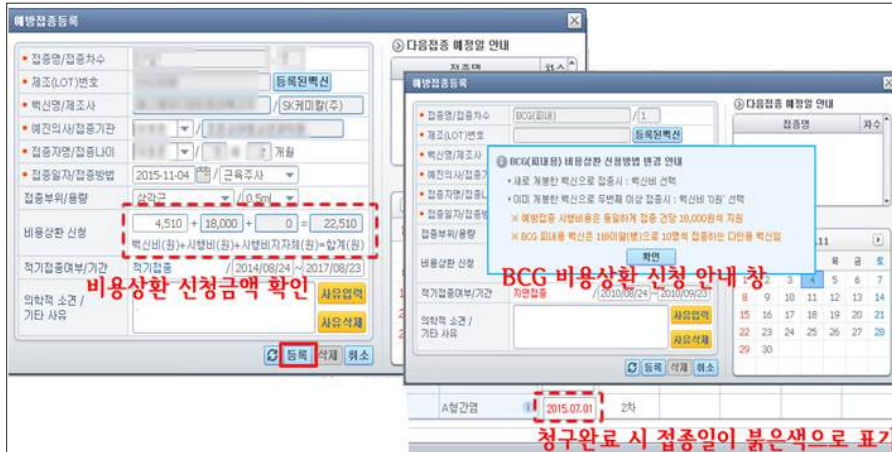 예방접종등록
접종명/접종차수
제조(LOT)번호
등록된백신
백신명/제조사
/ SK케미칼(주)
예진의사/접종기관
접종자명/접종나이
개월
접종일자/접종방법
2015-11-04 / 근육주사
접종부위/용량
삼각근 / 0.5ml
비용상환 신청
4,510 + 18,000 + 0 = 22,510
백신비(원)+시행비(원)+시행비지자체(원)=합계(원)
적기접종여부/기간
적기접종 / 2014/08/24 ~ 2017/08/23
비용상환 신청금액 확인
의학적 소견 /
기타 사유
사유입력
사유삭제
등록 삭제 취소
다음접종 예정일 안내
접종명 차수
예방접종등록
접종명/접종차수
BCG(피내) / 1
제조(LOT)번호
등록된백신
백신명/제조사
예진의사/접종기
접종자명/접종나
접종일자/접종방
접종부위/용량
비용상환 신청
BCG(피내용) 비용상환 신청방법 변경 안내
새로 개봉한 백신으로 접종시 : 백신비 선택
이미 개봉한 백신으로 두번째 이상 접종시 : 백신비 '0원' 선택
※ 예방접종 시행비용은 동일하게 접종 건당 18,000원씩 지원
※ BCG 피내용 백신은 1바이알(병)으로 10명씩 접종하는 다인용 백신임
확인
BCG 비용상환 신청 안내 창
적기접종여부/기간
지연접종 / 2010/08/24 ~ 2010/09/23
의학적 소견 /
기타 사유
사유입력
사유삭제
등록 삭제 취소
다음접종 예정일 안내
접종명 차수
.11
목 금 토
1 2 3 4 5 6 7
8 9 10 11 12 13 14
15 16 17 18 19 20 21
22 23 24 25 26 27 28
29 30
A형간염 2015.07.01 2차
청구완료 시 접종일이 붉은색으로 표기